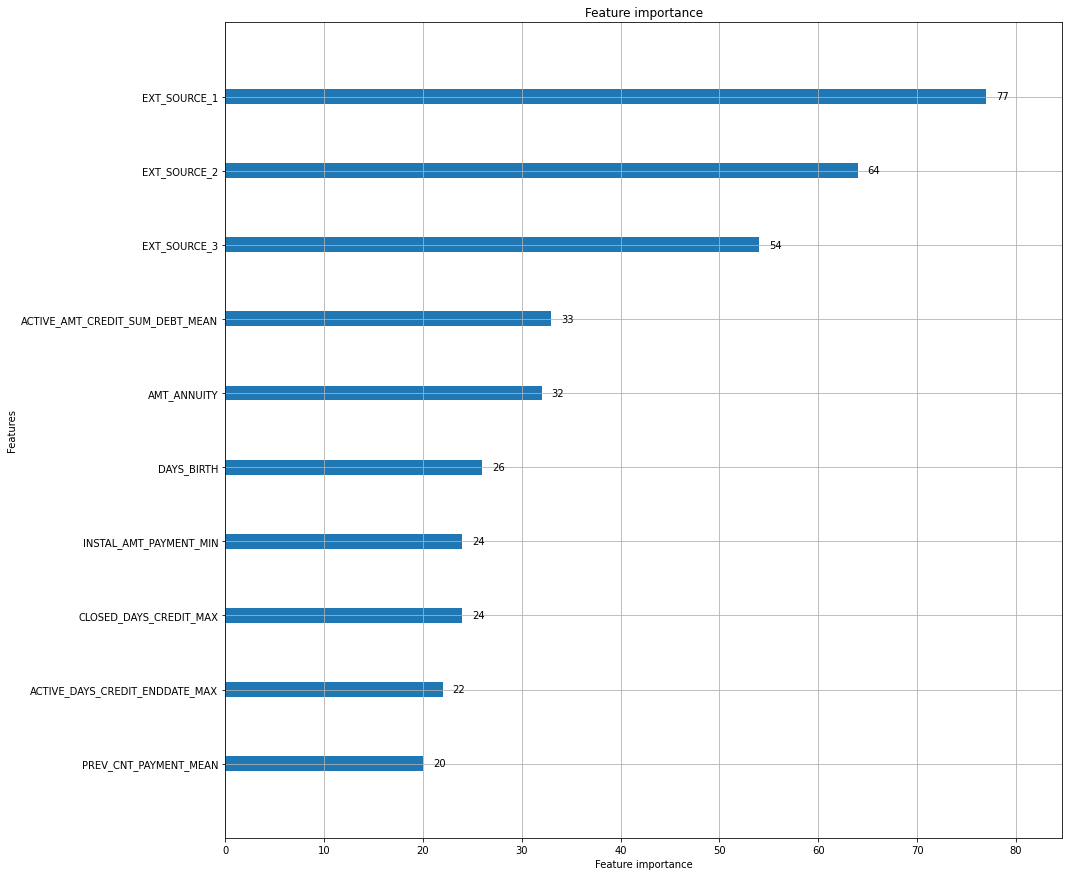 Feature importance
EXT_SOURCE_1 77
EXT_SOURCE_2 64
EXT_SOURCE_3 54
ACTIVE_AMT_CREDIT_SUM_DEBT_MEAN 33
AMT_ANNUITY 32
Features
DAYS_BIRTH 26
INSTAL_AMT_PAYMENT_MIN 24
CLOSED_DAYS_CREDIT_MAX 24
ACTIVE_DAYS_CREDIT_ENDDATE_MAX 22
PREV_CNT_PAYMENT_MEAN 20
0 10 20 30 40 50 60 70 80
Feature importance